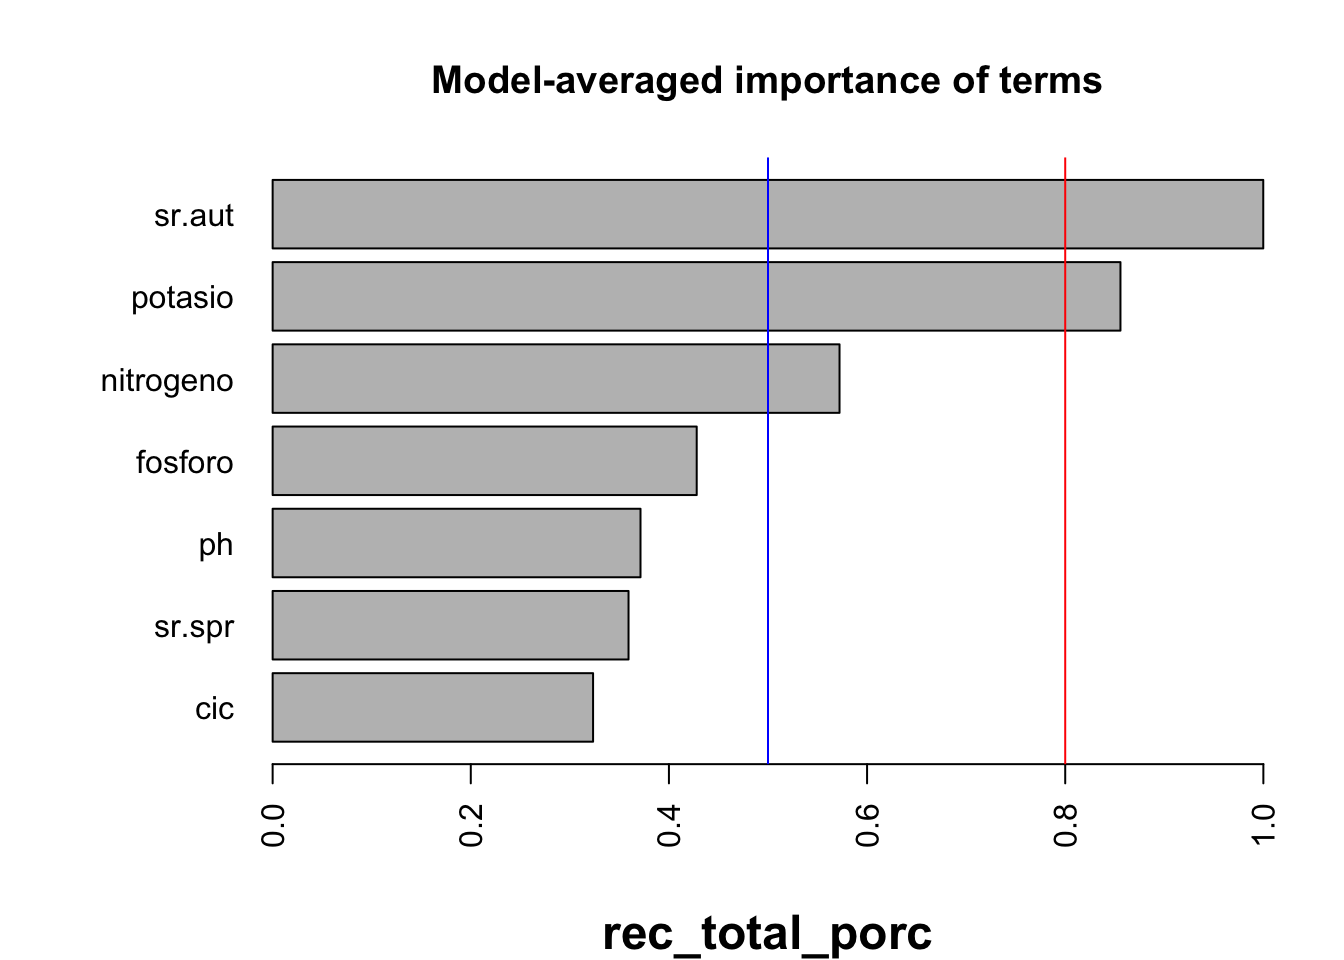 Model-averaged importance of terms
sr.aut
potasio
nitrogeno
fosforo
ph
sr.spr
cic
0.0 0.2 0.4 0.6 0.8 1.0
rec_total_porc